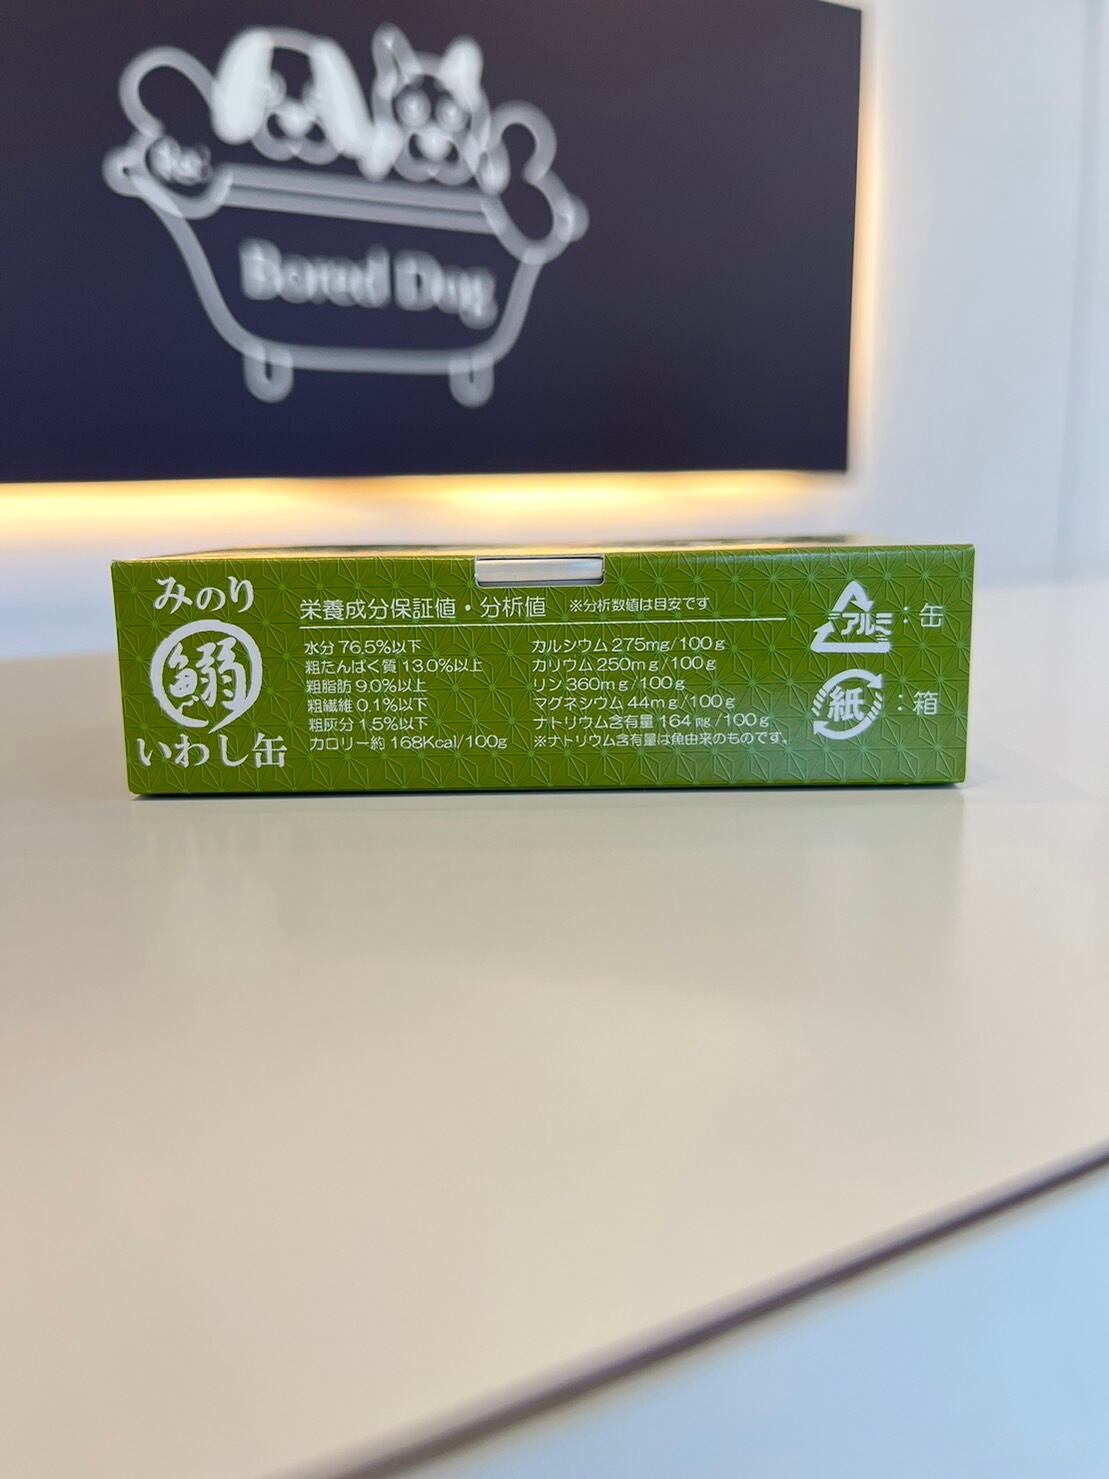 Bored Dog
みのり
鰯
いわし缶
栄養成分保証値・分析値 ※分析数値は目安です
水分 76.5%以下
粗たんぱく質 13.0%以上
粗脂肪 9.0%以上
粗繊維 0.1%以下
粗灰分 1.5%以下
カロリー約 168Kcal/100g
カルシウム 275mg/100g
カリウム 250mg/100g
リン 360mg/100g
マグネシウム 44mg/100g
ナトリウム含有量 164㎎/100g
※ナトリウム含有量は魚由来のものです。
アルミ：缶
紙：箱